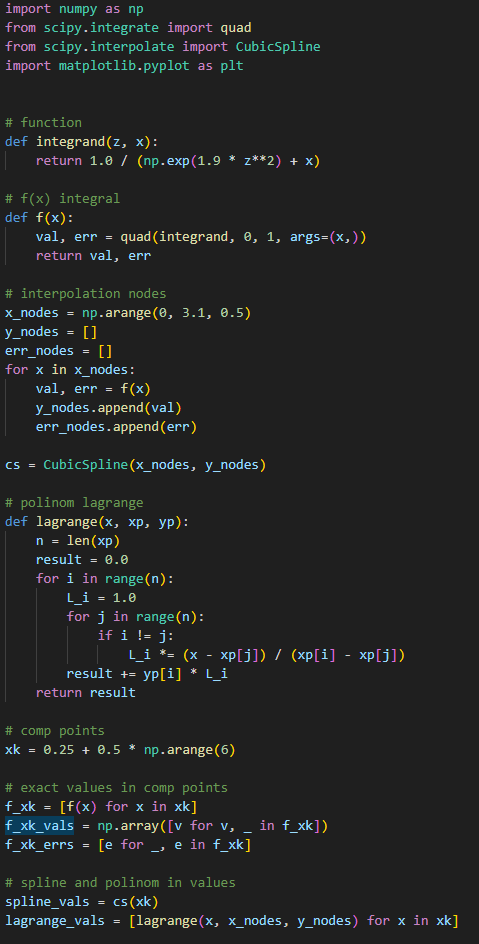 import numpy as np
from scipy.integrate import quad
from scipy.interpolate import CubicSpline
import matplotlib.pyplot as plt
# function
def integrand(z, x):
    return 1.0 / (np.exp(1.9 * z**2) + x)
# f(x) integral
def f(x):
    val, err = quad(integrand, 0, 1, args=(x,))
    return val, err
# interpolation nodes
x_nodes = np.arange(0, 3.1, 0.5)
y_nodes = []
err_nodes = []
for x in x_nodes:
    val, err = f(x)
    y_nodes.append(val)
    err_nodes.append(err)
cs = CubicSpline(x_nodes, y_nodes)
# polinom lagrange
def lagrange(x, xp, yp):
    n = len(xp)
    result = 0.0
    for i in range(n):
        L_i = 1.0
        for j in range(n):
            if i != j:
                L_i *= (x - xp[j]) / (xp[i] - xp[j])
        result += yp[i] * L_i
    return result
# comp points
xk = 0.25 + 0.5 * np.arange(6)
# exact values in comp points
f_xk = [f(x) for x in xk]
f_xk_vals = np.array([v for v, _ in f_xk])
f_xk_errs = [e for _, e in f_xk]
# spline and polinom in values
spline_vals = cs(xk)
lagrange_vals = [lagrange(x, x_nodes, y_nodes) for x in xk]